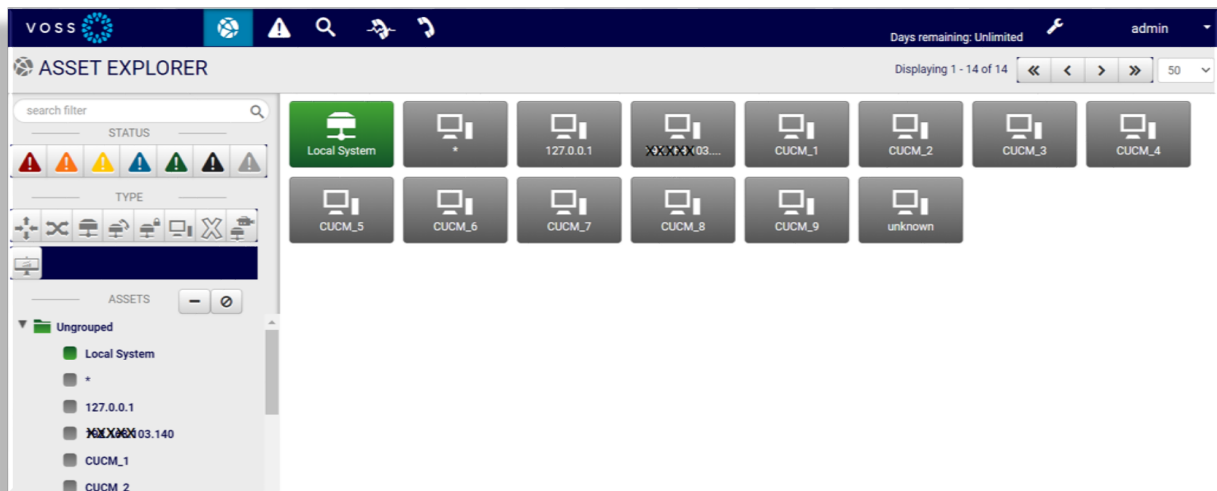 VOSS
Days remaining: Unlimited
admin
ASSET EXPLORER
Displaying 1 - 14 of 14
50
search filter
STATUS
TYPE
ASSETS
Ungrouped
Local System
*
127.0.0.1
103.140
CUCM_1
CUCM_2
Local System
*
127.0.0.1
03....
CUCM_1
CUCM_2
CUCM_3
CUCM_4
CUCM_5
CUCM_6
CUCM_7
CUCM_8
CUCM_9
unknown